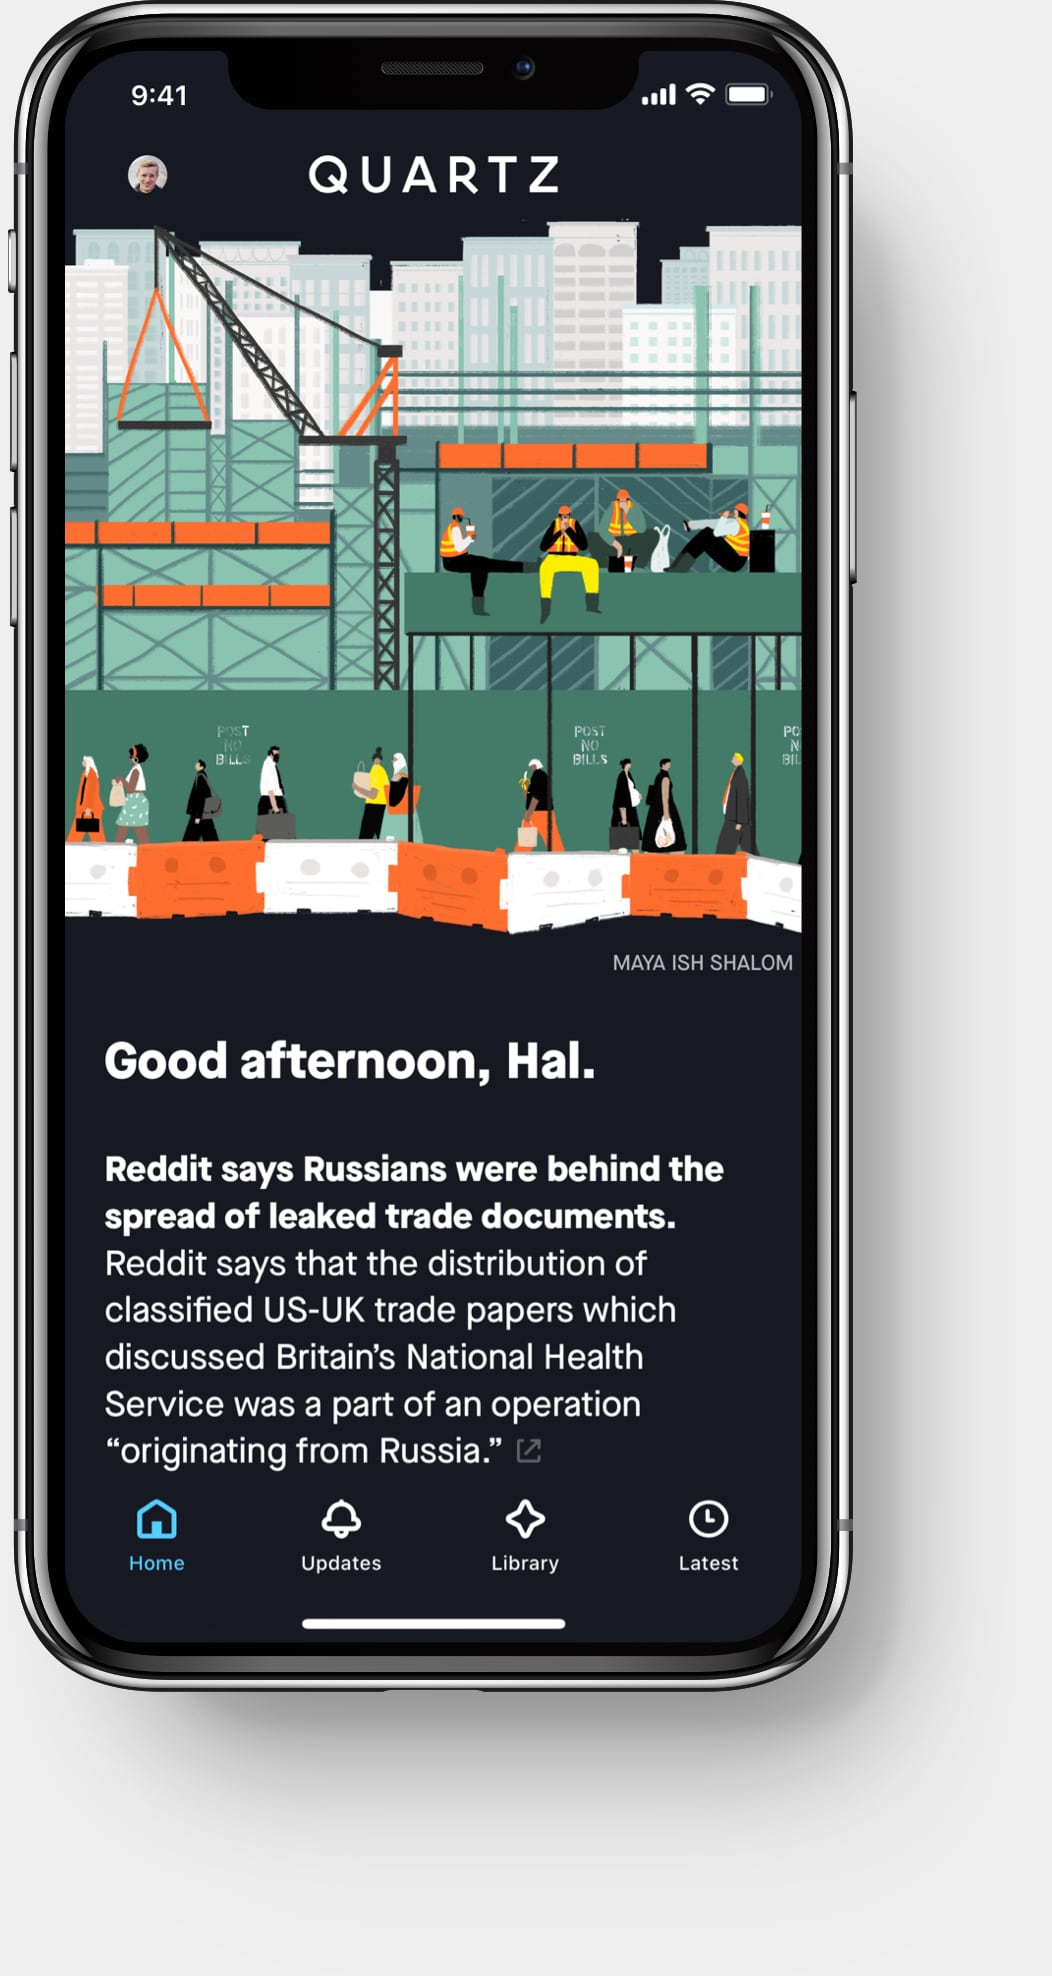 9:41
QUARTZ
POST
NO
BILLS
POST
NO
BILLS
PO
N
BIL
MAYA ISH SHALOM
Good afternoon, Hal.
Reddit says Russians were behind the
spread of leaked trade documents.
Reddit says that the distribution of
classified US-UK trade papers which
discussed Britain’s National Health
Service was a part of an operation
“originating from Russia.”
Home
Updates
Library
Latest